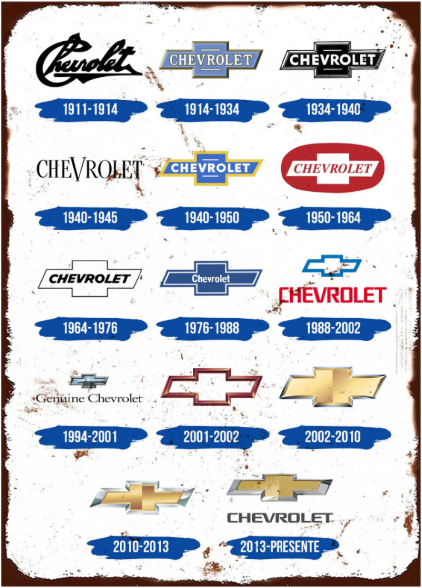 Chevrolet
CHEVROLET
CHEVROLET
1911-1914
1914-1934
1934-1940
CHEVROLET
CHEVROLET
CHEVROLET
1940-1945
1940-1950
1950-1964
CHEVROLET
Chevrolet
CHEVROLET
1964-1976
1976-1988
1988-2002
Genuine Chevrolet
1994-2001
2001-2002
2002-2010
CHEVROLET
2010-2013
2013-PRESENTE